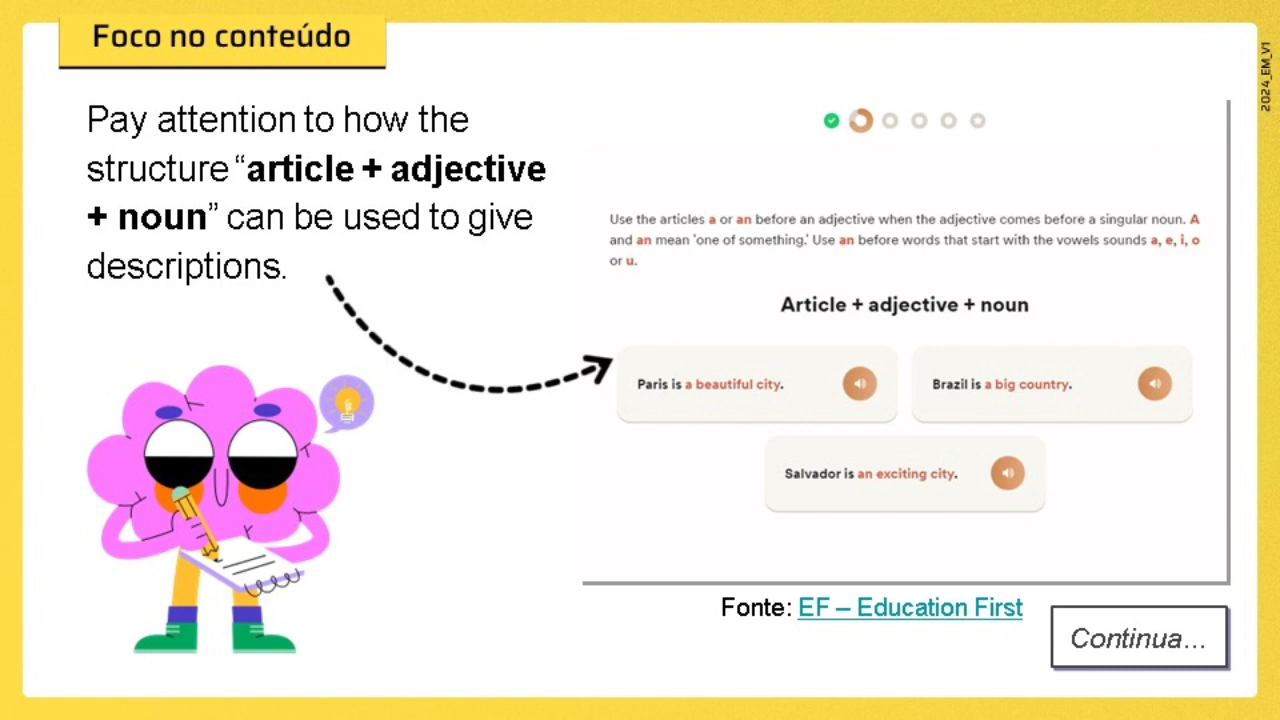 Foco no conteúdo
2024_EM_V1
Pay attention to how the
structure “article + adjective
+ noun” can be used to give
descriptions.
Use the articles a or an before an adjective when the adjective comes before a singular noun. A
and an mean 'one of something.' Use an before words that start with the vowels sounds a, e, i, o
or u.
Article + adjective + noun
Paris is a beautiful city.
Brazil is a big country.
Salvador is an exciting city.
Fonte: EF – Education First
Continua...